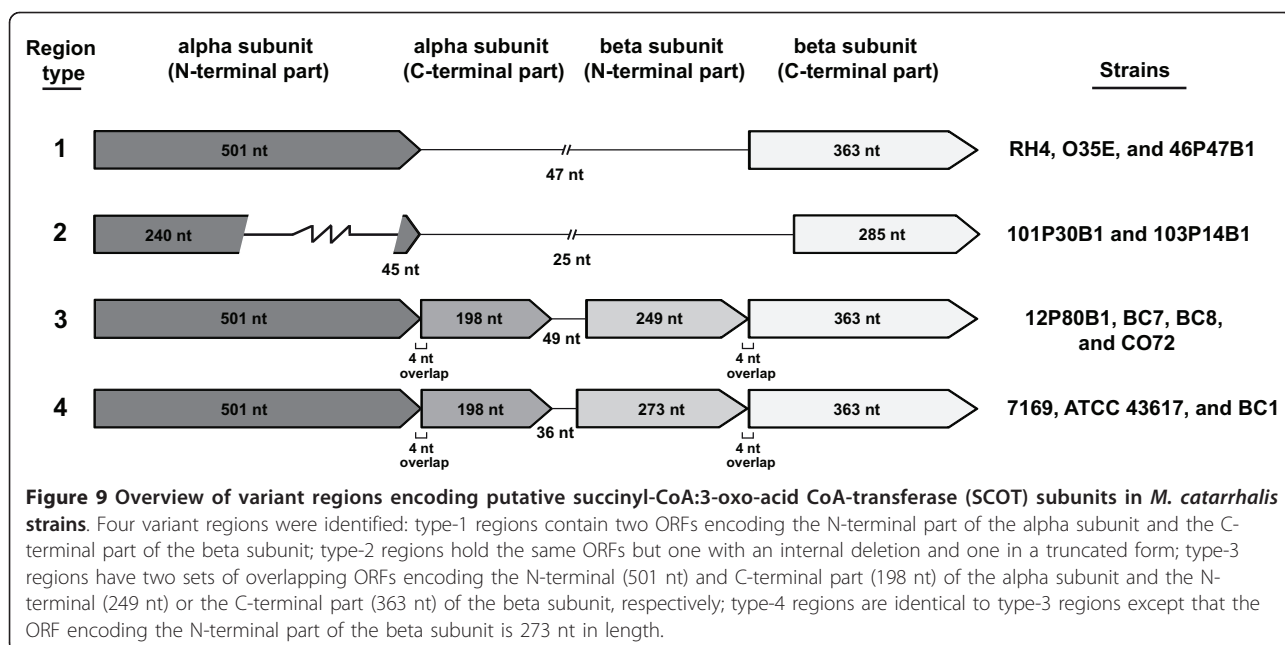 Region type
alpha subunit (N-terminal part)
alpha subunit (C-terminal part)
beta subunit (N-terminal part)
beta subunit (C-terminal part)
Strains
1
501 nt
47 nt
363 nt
RH4, O35E, and 46P47B1
2
240 nt
45 nt
25 nt
285 nt
101P30B1 and 103P14B1
3
501 nt
4 nt overlap
198 nt
49 nt
249 nt
4 nt overlap
363 nt
12P80B1, BC7, BC8,
and CO72
4
501 nt
4 nt overlap
198 nt
36 nt
273 nt
4 nt overlap
363 nt
7169, ATCC 43617, and BC1
Figure 9 Overview of variant regions encoding putative succinyl-CoA:3-oxo-acid CoA-transferase (SCOT) subunits in M. catarrhalis
strains. Four variant regions were identified: type-1 regions contain two ORFs encoding the N-terminal part of the alpha subunit and the C-
terminal part of the beta subunit; type-2 regions hold the same ORFs but one with an internal deletion and one in a truncated form; type-3
regions have two sets of overlapping ORFs encoding the N-terminal (501 nt) and C-terminal part (198 nt) of the alpha subunit and the N-
terminal (249 nt) or the C-terminal part (363 nt) of the beta subunit, respectively; type-4 regions are identical to type-3 regions except that the
ORF encoding the N-terminal part of the beta subunit is 273 nt in length.